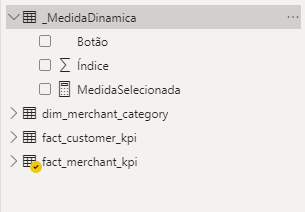 _MedidaDinamica
Botão
Índice
MedidaSelecionada
dim_merchant_category
fact_customer_kpi
fact_merchant_kpi